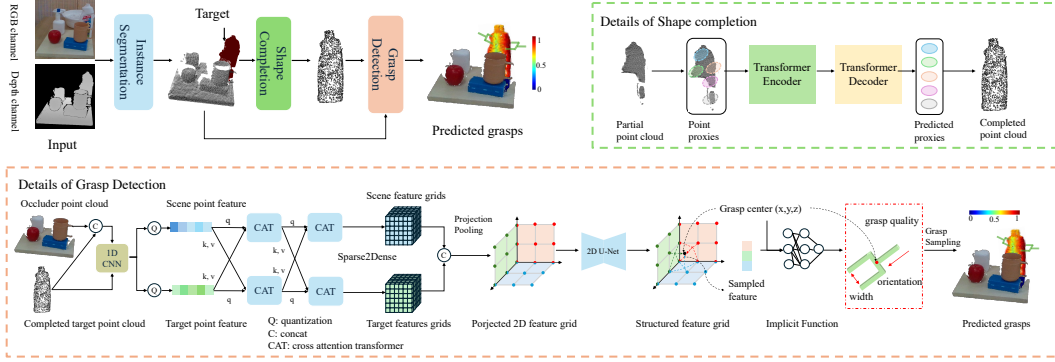 RGB channel
Depth channel
Input
Instance
Segmentation
Target
Shape
Completion
Grasp
Detection
1
0.5
0
Predicted grasps
Details of Shape completion
Partial
point cloud
Point
proxies
Transformer
Encoder
Transformer
Decoder
Predicted
proxies
Completed
point cloud
Details of Grasp Detection
Occluder point cloud
C
1D
CNN
Completed target point cloud
Q
Q
Scene point feature
Target point feature
q
k, v
k, v
q
CAT
CAT
q
k, v
k, v
q
CAT
CAT
Q: quantization
C: concat
CAT: cross attention transformer
Scene feature grids
Sparse2Dense
Target features grids
C
Projection
Pooling
Porjected 2D feature grid
2D U-Net
Structured feature grid
Grasp center (x,y,z)
Sampled
feature
Implicit Function
grasp quality
orientation
width
Grasp
Sampling
0
0.5
1
Predicted grasps